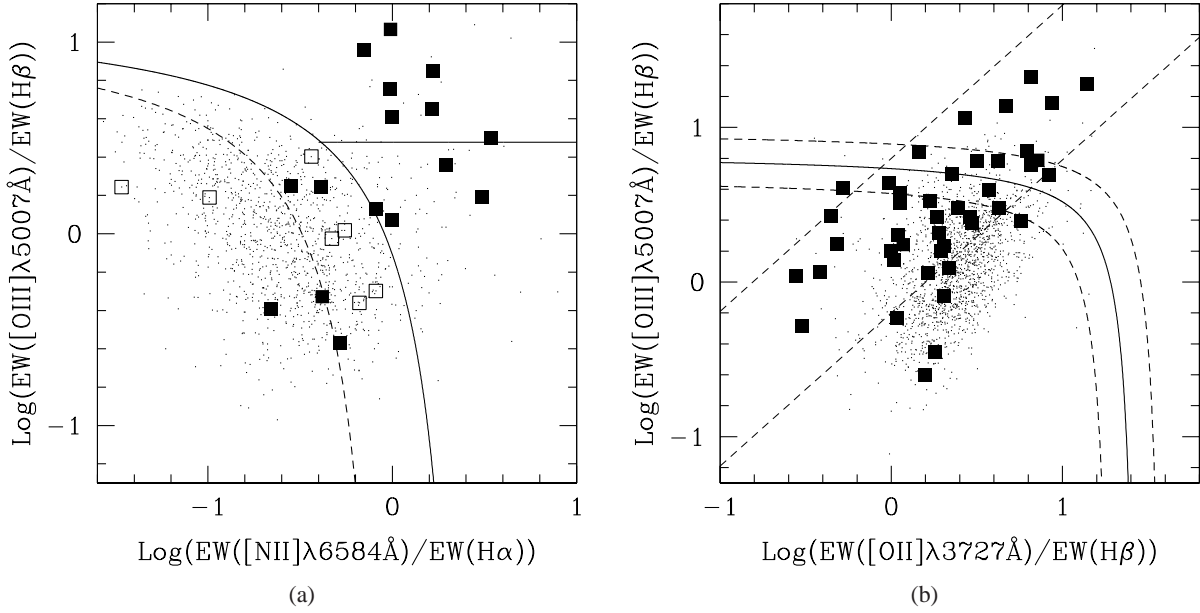 1
0
−1
Log(EW([OIII]λ5007Å)/EW(Hβ))
−1
0
1
Log(EW([NII]λ6584Å)/EW(Hα))
(a)
1
0
−1
Log(EW([OIII]λ5007Å)/EW(Hβ))
−1
0
1
Log(EW([OII]λ3727Å)/EW(Hβ))
(b)